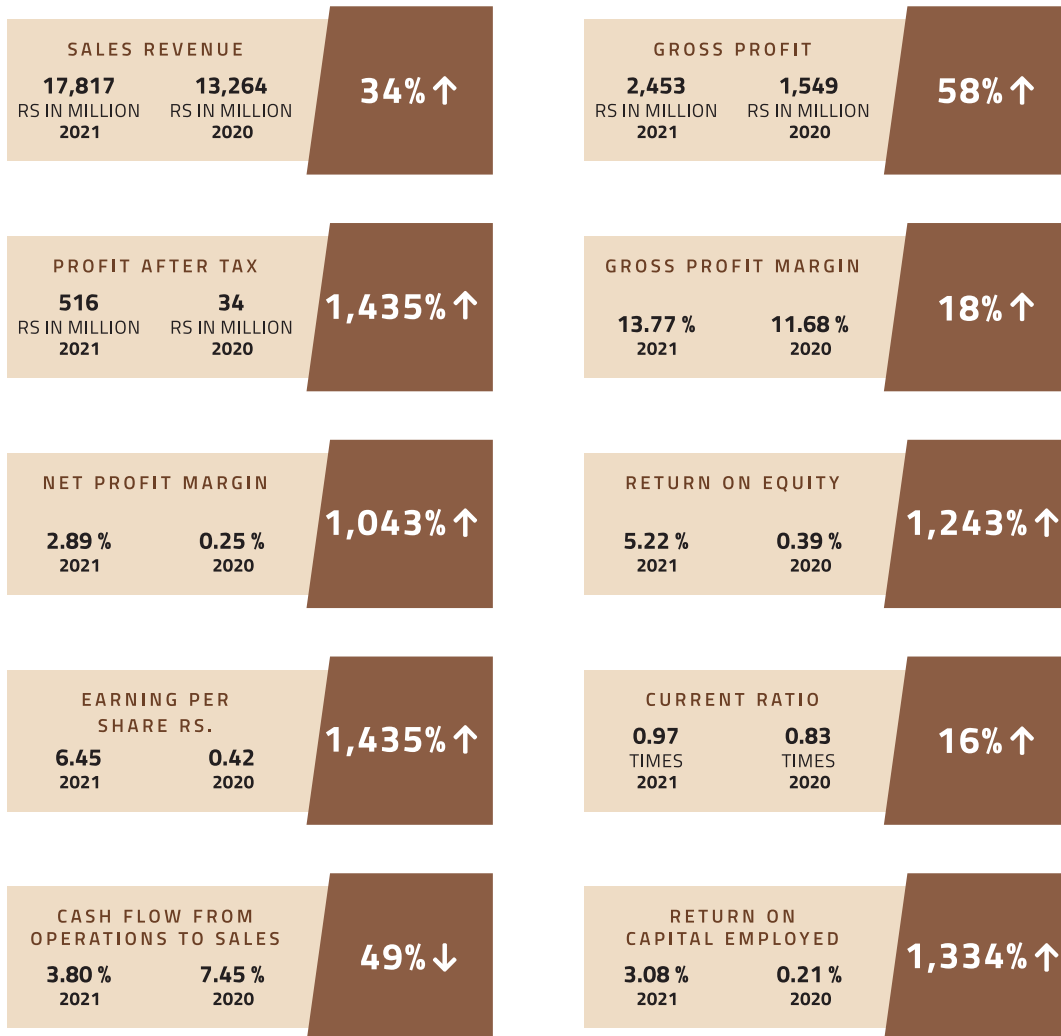 SALES REVENUE
17,817 13,264
RS IN MILLION RS IN MILLION
2021 2020
34% ↑
GROSS PROFIT
2,453 1,549
RS IN MILLION RS IN MILLION
2021 2020
58% ↑
PROFIT AFTER TAX
516 34
RS IN MILLION RS IN MILLION
2021 2020
1,435% ↑
GROSS PROFIT MARGIN
13.77 % 11.68 %
2021 2020
18% ↑
NET PROFIT MARGIN
2.89 % 0.25 %
2021 2020
1,043% ↑
RETURN ON EQUITY
5.22 % 0.39 %
2021 2020
1,243% ↑
EARNING PER
SHARE RS.
6.45 0.42
2021 2020
1,435% ↑
CURRENT RATIO
0.97 0.83
TIMES TIMES
2021 2020
16% ↑
CASH FLOW FROM
OPERATIONS TO SALES
3.80 % 7.45 %
2021 2020
49% ↓
RETURN ON
CAPITAL EMPLOYED
3.08 % 0.21 %
2021 2020
1,334% ↑